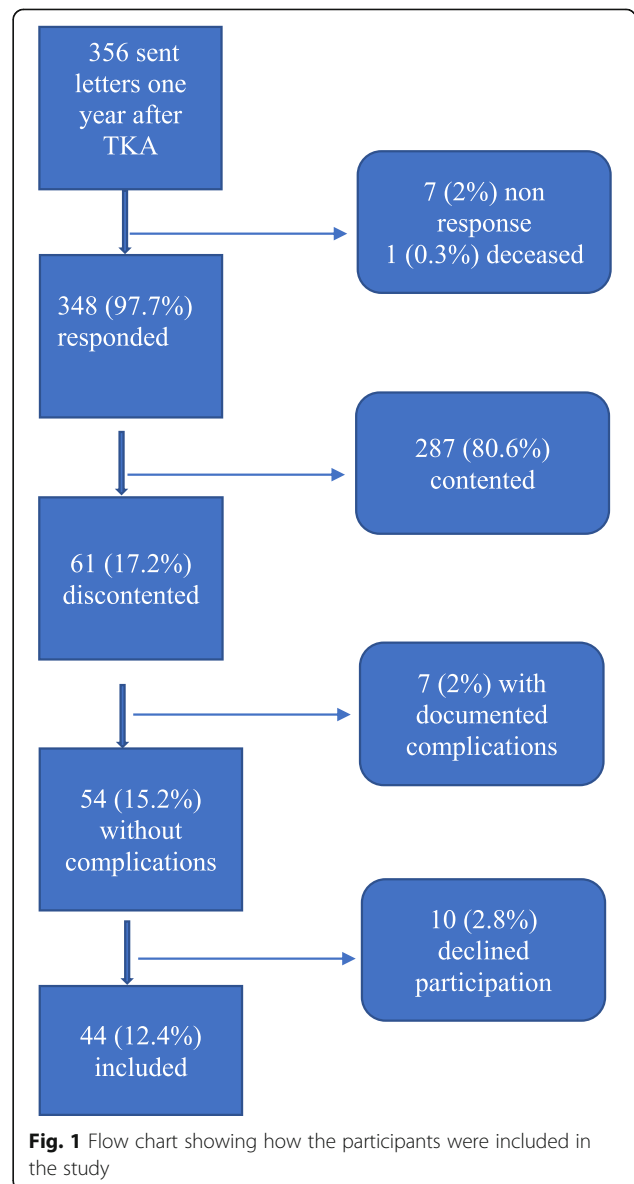 356 sent
letters one
year after
TKA
7 (2%) non
response
1 (0.3%) deceased
348 (97.7%)
responded
287 (80.6%)
contented
61 (17.2%)
discontented
7 (2%) with
documented
complications
54 (15.2%)
without
complications
10 (2.8%)
declined
participation
44 (12.4%)
included
Fig. 1 Flow chart showing how the participants were included in
the study